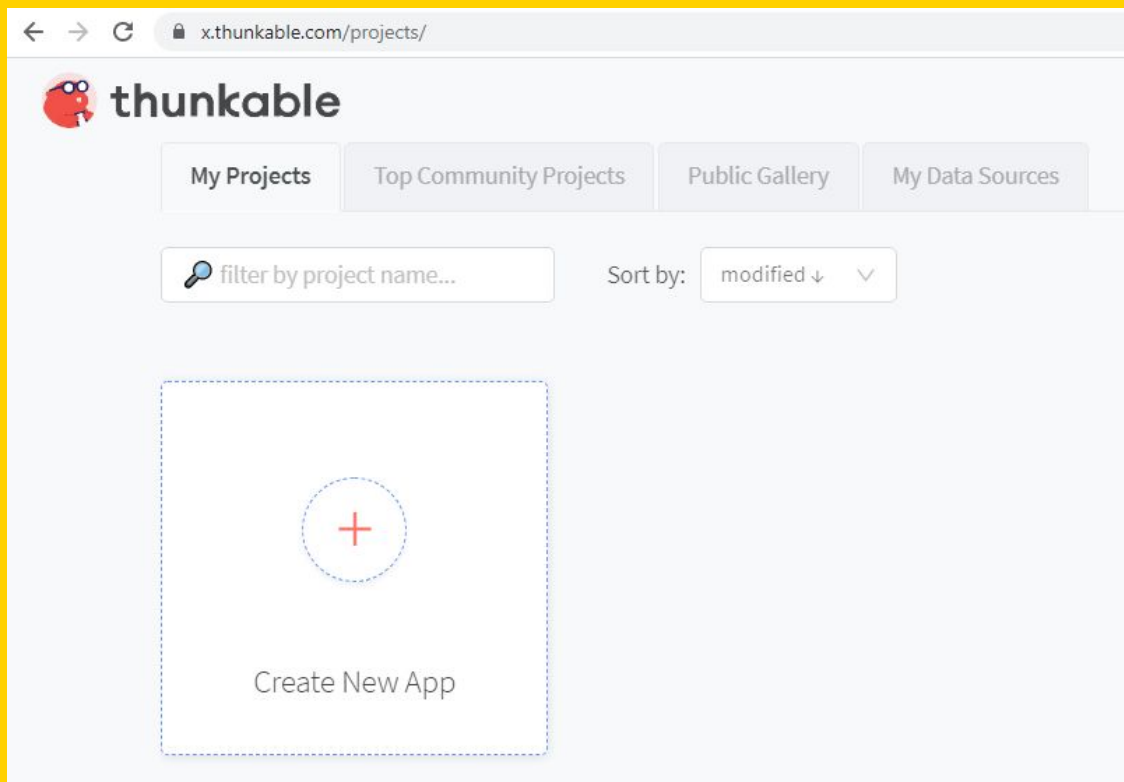 x.thunkable.com/projects/
thunkable
My Projects Top Community Projects Public Gallery My Data Sources
filter by project name... Sort by: modified ↓
Create New App